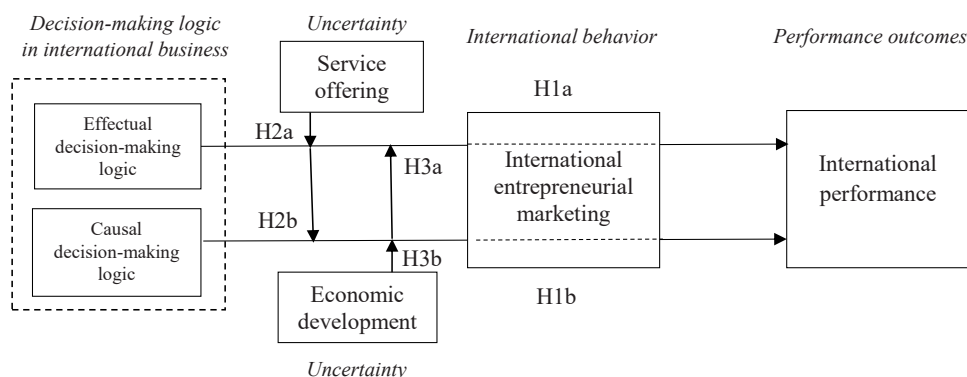 Decision-making logic
in international business
Uncertainty
International behavior
Performance outcomes
Service
offering
H1a
Effectual
decision-making
logic
H2a
H3a
International
entrepreneurial
marketing
International
performance
Causal
decision-making
logic
H2b
H3b
Economic
development
H1b
Uncertainty